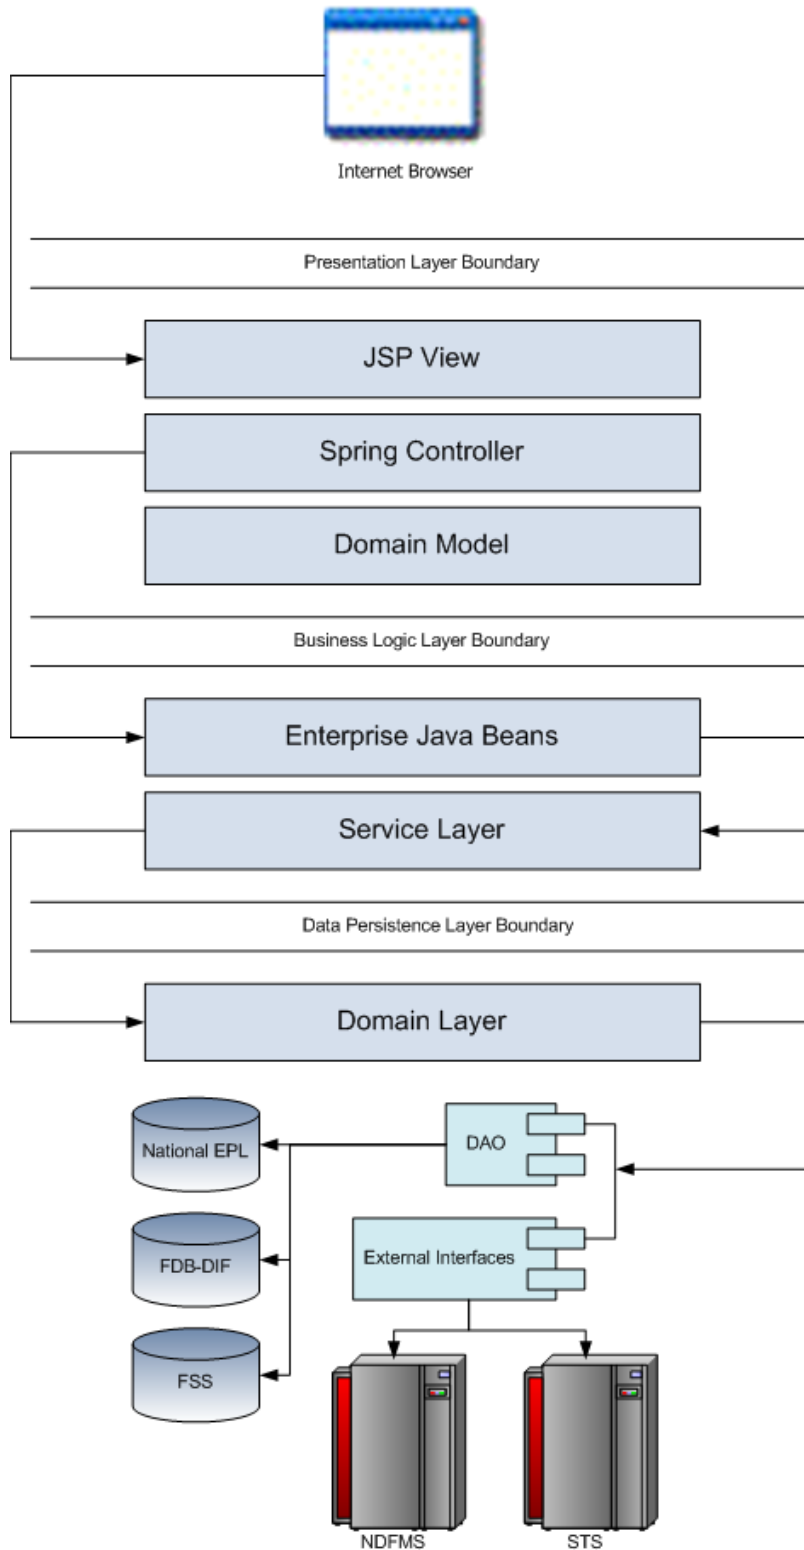 Internet Browser
Presentation Layer Boundary
JSP View
Spring Controller
Domain Model
Business Logic Layer Boundary
Enterprise Java Beans
Service Layer
Data Persistence Layer Boundary
Domain Layer
National EPL
DAO
FDB-DIF
External Interfaces
FSS
NDFMS
STS